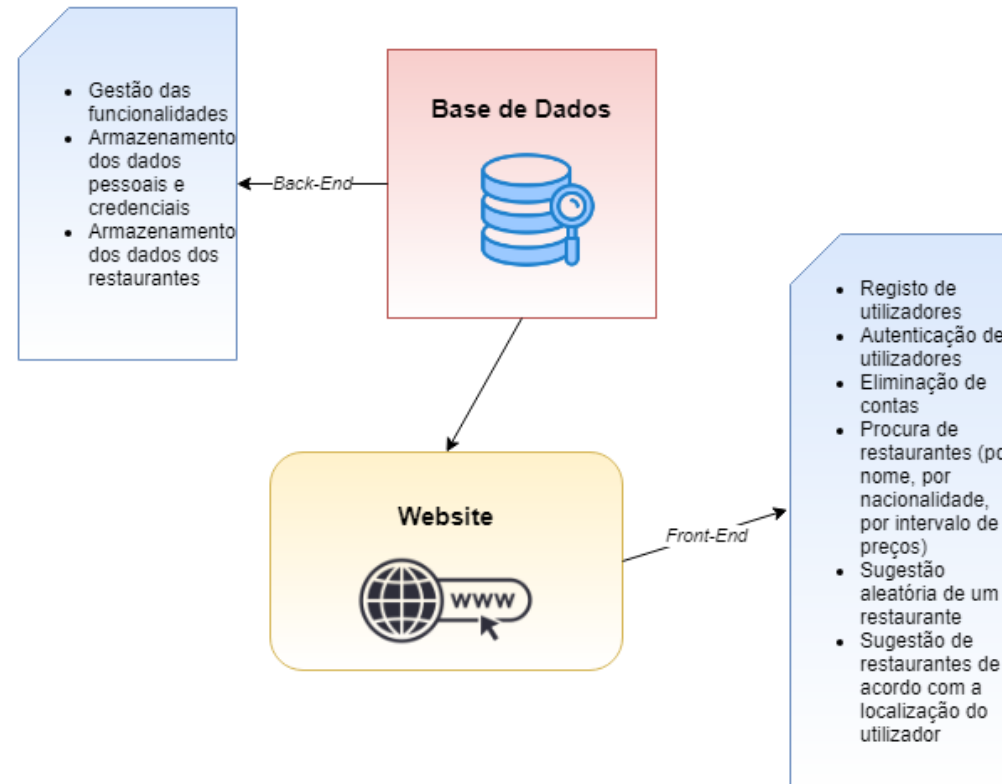 • Gestão das
funcionalidades
• Armazenamento
dos dados
pessoais e
credenciais
• Armazenamento
dos dados dos
restaurantes
Back-End
Base de Dados
Website
www
Front-End
• Registo de
utilizadores
• Autenticação de
utilizadores
• Eliminação de
contas
• Procura de
restaurantes (po
nome, por
nacionalidade,
por intervalo de
preços)
• Sugestão
aleatória de um
restaurante
• Sugestão de
restaurantes de
acordo com a
localização do
utilizador